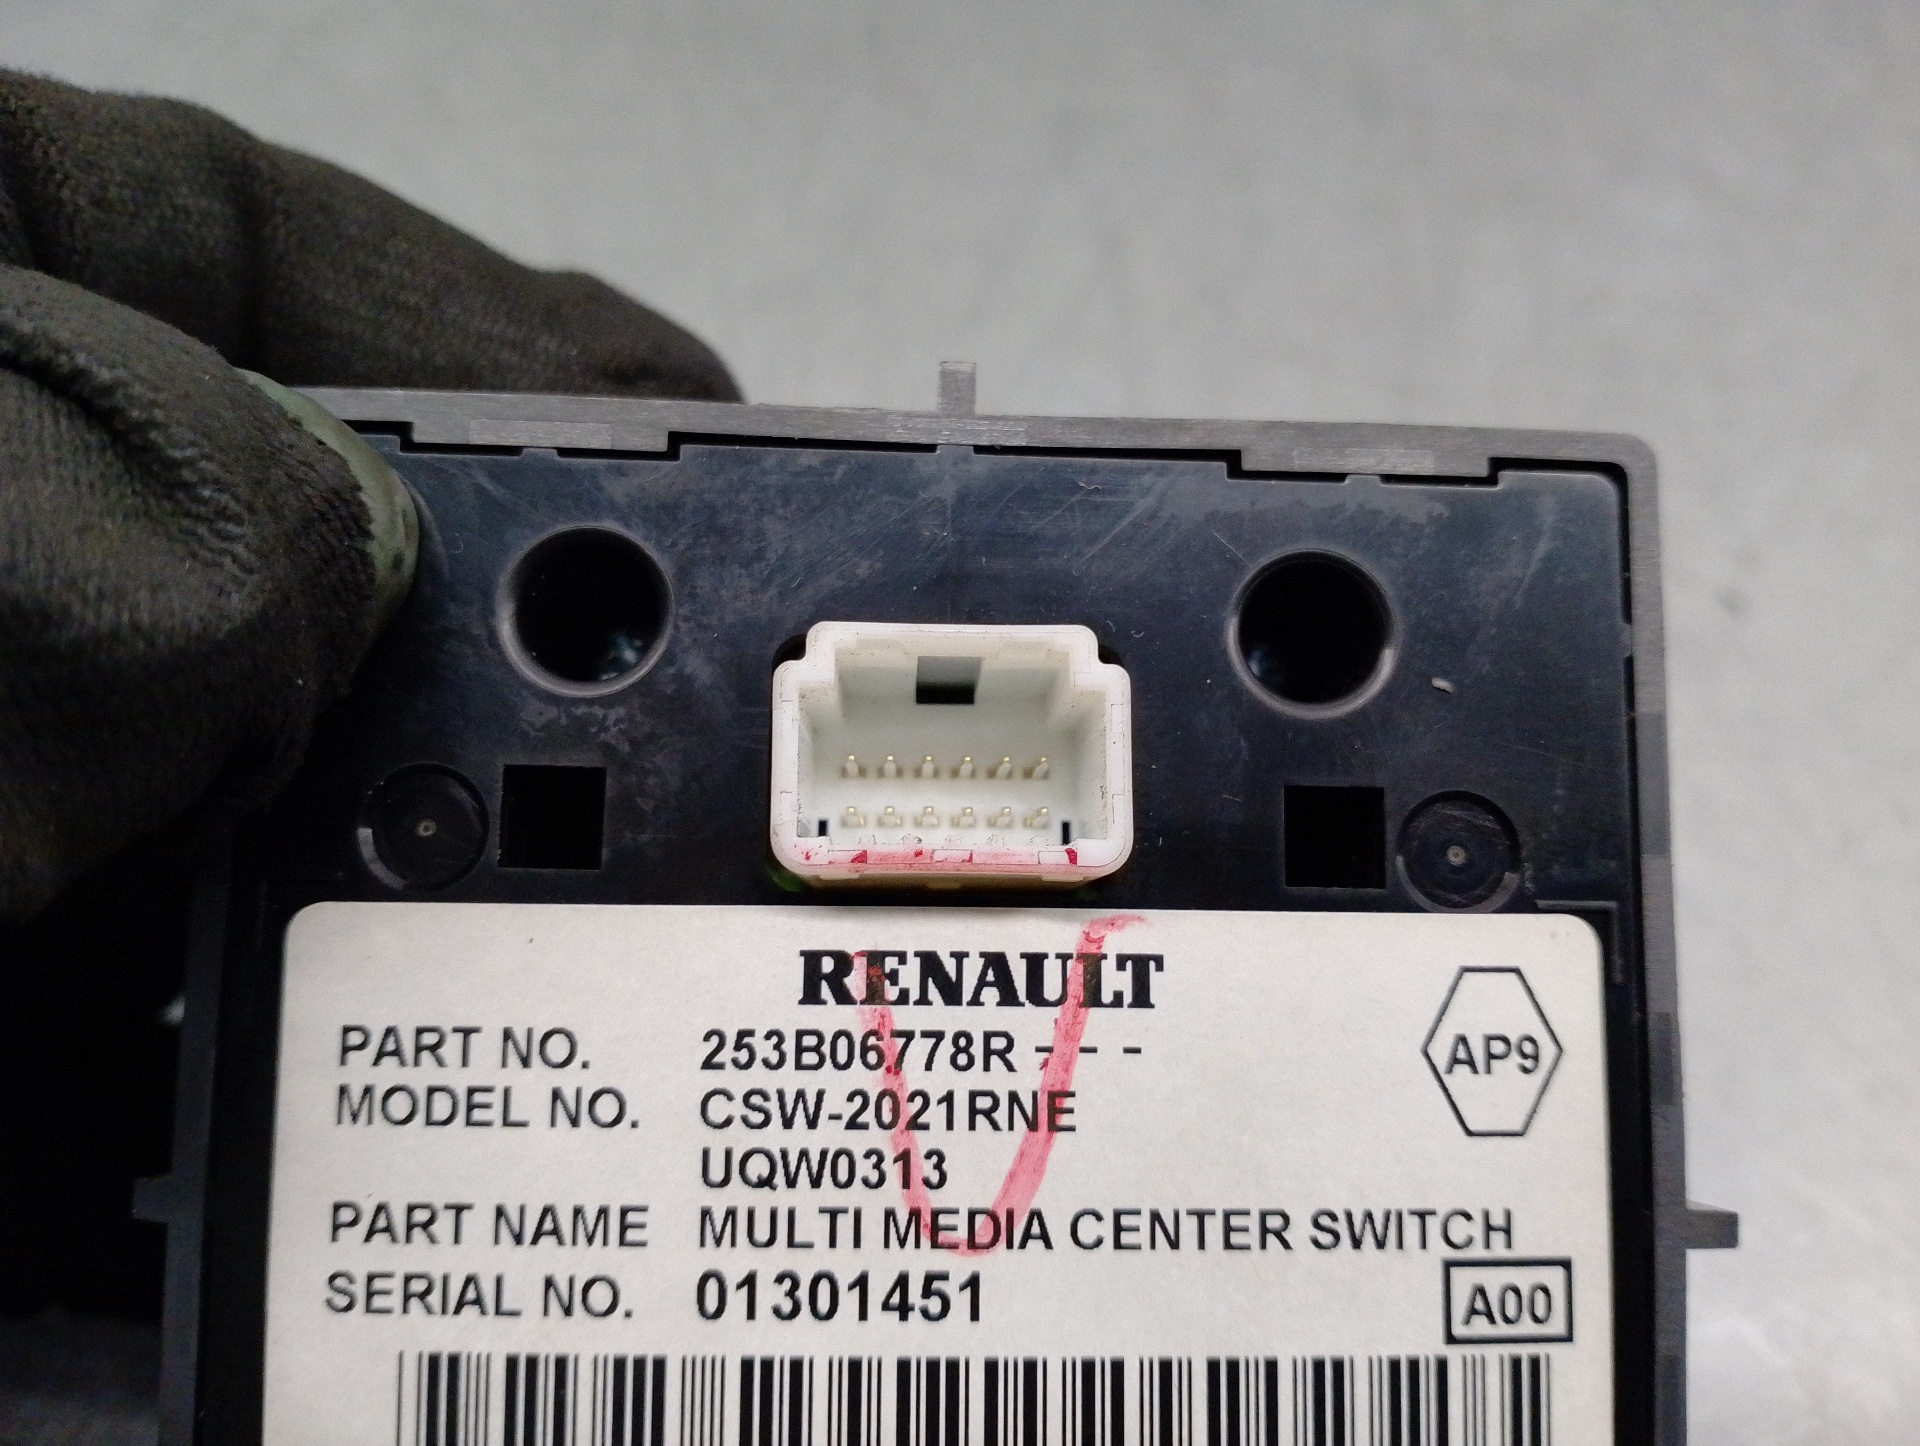 RENAULT
PART NO. 253B06778R - - -
AP9
MODEL NO. CSW-2021RNE
UQW0313
PART NAME MULTI MEDIA CENTER SWITCH
SERIAL NO. 01301451
A00